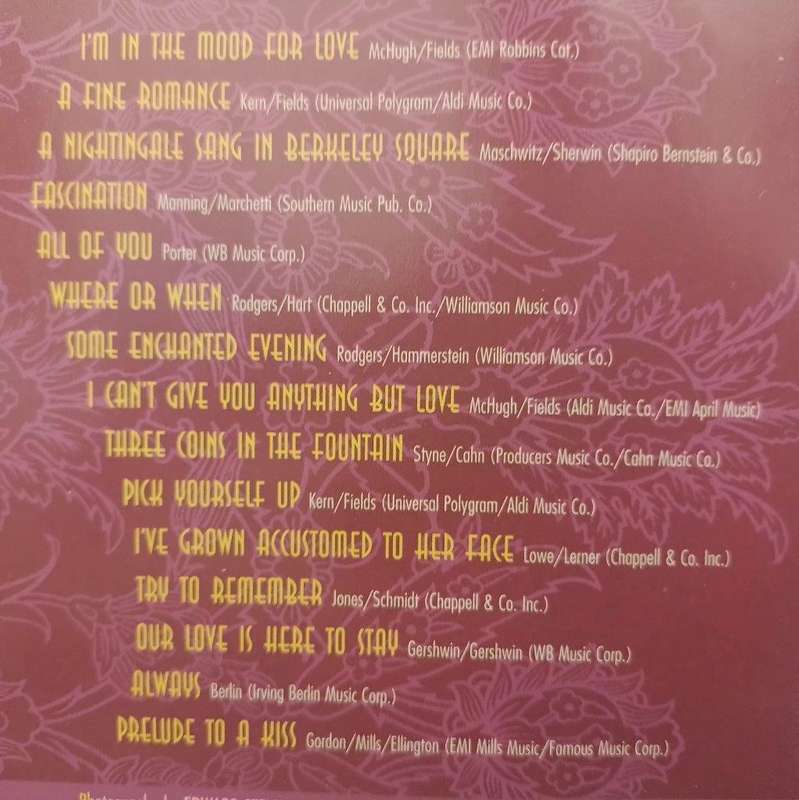 I'M IN THE MOOD FOR LOVE McHugh/Fields (EMI Robbins Cat.)
A FINE ROMANCE Kern/Fields (Universal Polygram/Aldi Music Co.)
A NIGHTINGALE SANG IN BERKELEY SQUARE Maschwitz/Sherwin (Shapiro Bernstein & Co.)
FASCINATION Manning/Marchetti (Southern Music Pub. Co.)
ALL OF YOU Porter (WB Music Corp.)
WHERE OR WHEN Rodgers/Hart (Chappell & Co. Inc./Williamson Music Co.)
SOME ENCHANTED EVENING Rodgers/Hammerstein (Williamson Music Co.)
I CAN'T GIVE YOU ANYTHING BUT LOVE McHugh/Fields (Aldi Music Co./EMI April Music)
THREE COINS IN THE FOUNTAIN Styne/Cahn (Producers Music Co./Cahn Music Co.)
PICK YOURSELF UP Kern/Fields (Universal Polygram/Aldi Music Co.)
I'VE GROWN ACCUSTOMED TO HER FACE Lowe/Lerner (Chappell & Co. Inc.)
TRY TO REMEMBER Jones/Schmidt (Chappell & Co. Inc.)
OUR LOVE IS HERE TO STAY Gershwin/Gershwin (WB Music Corp.)
ALWAYS Berlin (Irving Berlin Music Corp.)
PRELUDE TO A KISS Gordon/Mills/Ellington (EMI Mills Music/Famous Music Corp.)